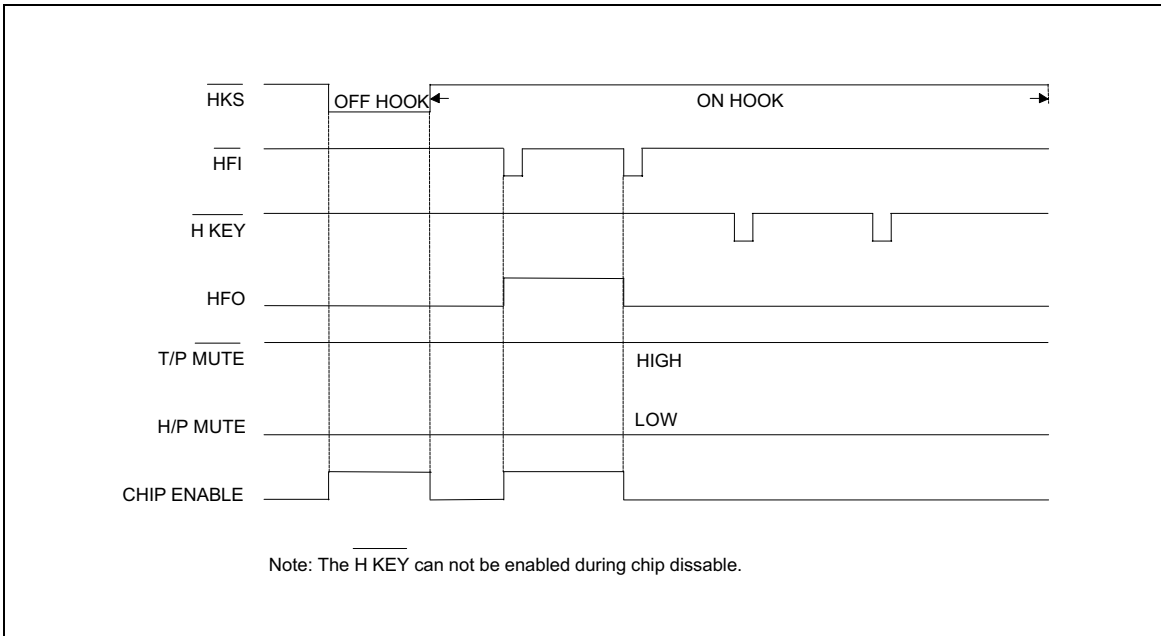 HKS
OFF HOOK
ON HOOK
HFI
H KEY
HFO
T/P MUTE
HIGH
H/P MUTE
LOW
CHIP ENABLE
Note: The H KEY can not be enabled during chip dissable.